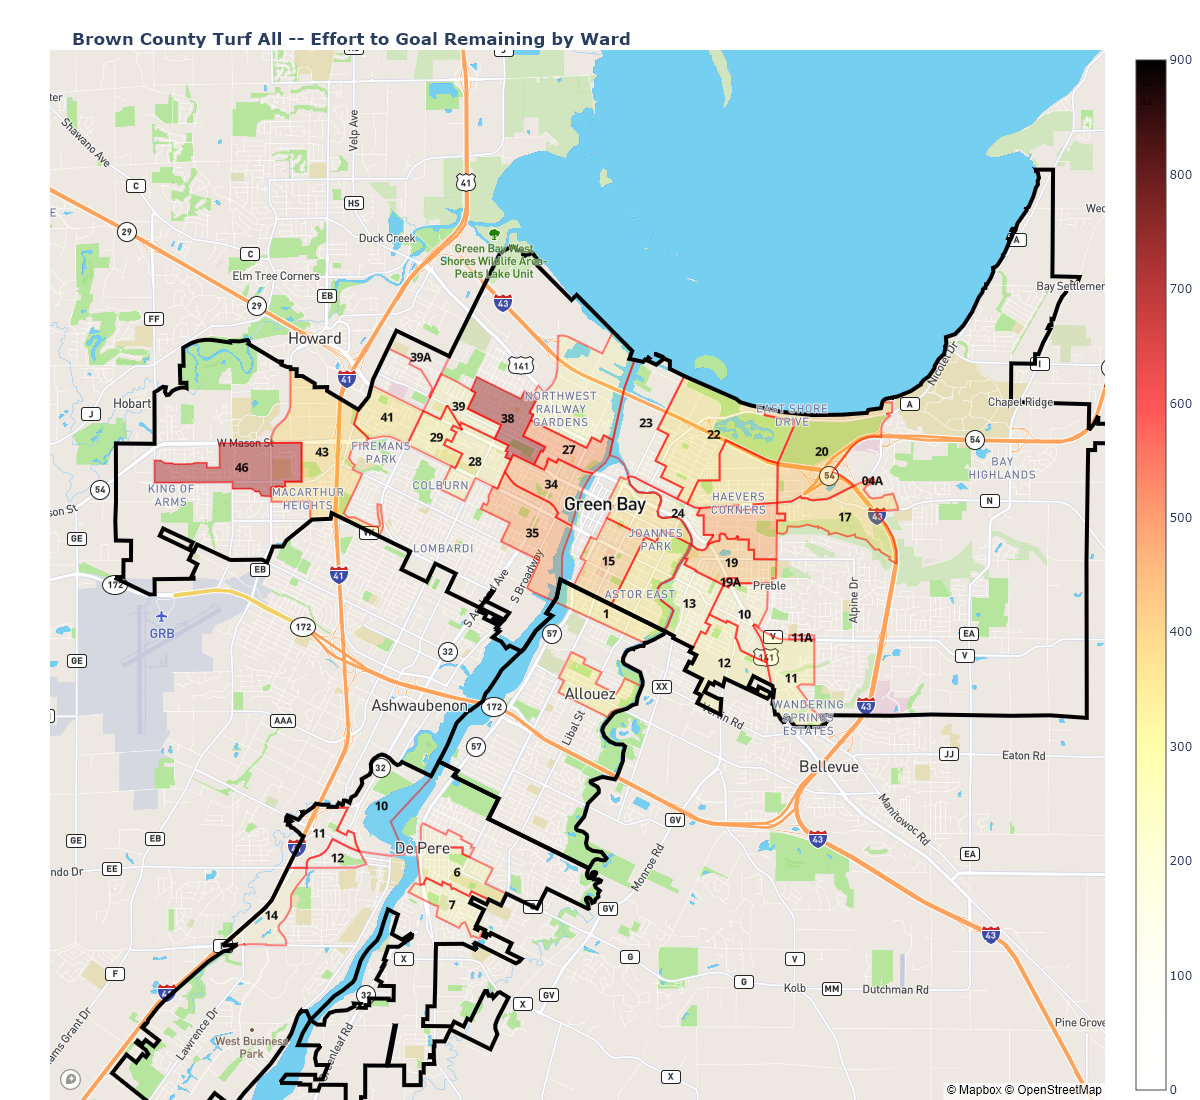 Brown County Turf All -- Effort to Goal Remaining by Ward
Shawano Ave
Velp Ave
C
41
HS
29
Duck Creek
C
Green Bay West
Shores Wildlife Area-
Peats Lake Unit
Elm Tree Corners
EB
29
43
FF
Howard
141
41
39A
Hobart
J
39
38
NORTHWEST
RAILWAY
GARDENS
41
29
27
28
W Mason St
46
43
FIREMANS
PARK
KING OF
ARMS
MACARTHUR
HEIGHTS
COLBURN
54
34
Green Bay
35
LOMBARDI
GE
EB
172
41
GRB
172
S Broadway
S Ashland Ave
32
57
GE
AAA
Ashwaubenon
172
57
Allouez
Libal St
XX
23
22
EAST SHORE
DRIVE
20
54
04A
HAEVERS
CORNERS
24
17
43
JOANNES
PARK
15
19
19A
Preble
ASTOR EAST
1
13
10
Alpine Dr
V
11A
141
12
11
WANDERING
SPRINGS
ESTATES
Verlin Rd
43
A
Bay Settlemen
I
Nicolet Dr
A
Chapel Ridge
54
BAY
HIGHLANDS
N
EA
V
JJ
Eaton Rd
Bellevue
Manitowoc Rd
EA
GV
43
Monroe Rd
GV
43
32
10
11
12
De Pere
6
7
14
GE
EB
EE
ndo Dr
F
X
32
GV
X
G
G
V
Kolb
MM
Dutchman Rd
Pine Grove
X
Lawrence Dr
West Business
Park
ams Grant Dr
Greenleaf Rd
© Mapbox © OpenStreetMap
900
800
700
600
500
400
300
200
100
0